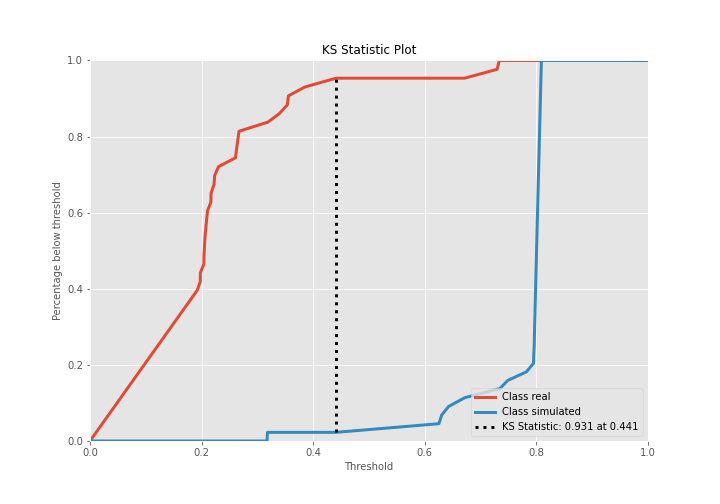 KS Statistic Plot
1.0
0.8
0.6
0.4
0.2
0.0
Percentage below threshold
0.0 0.2 0.4 0.6 0.8 1.0
Threshold
Class real
Class simulated
KS Statistic: 0.931 at 0.441